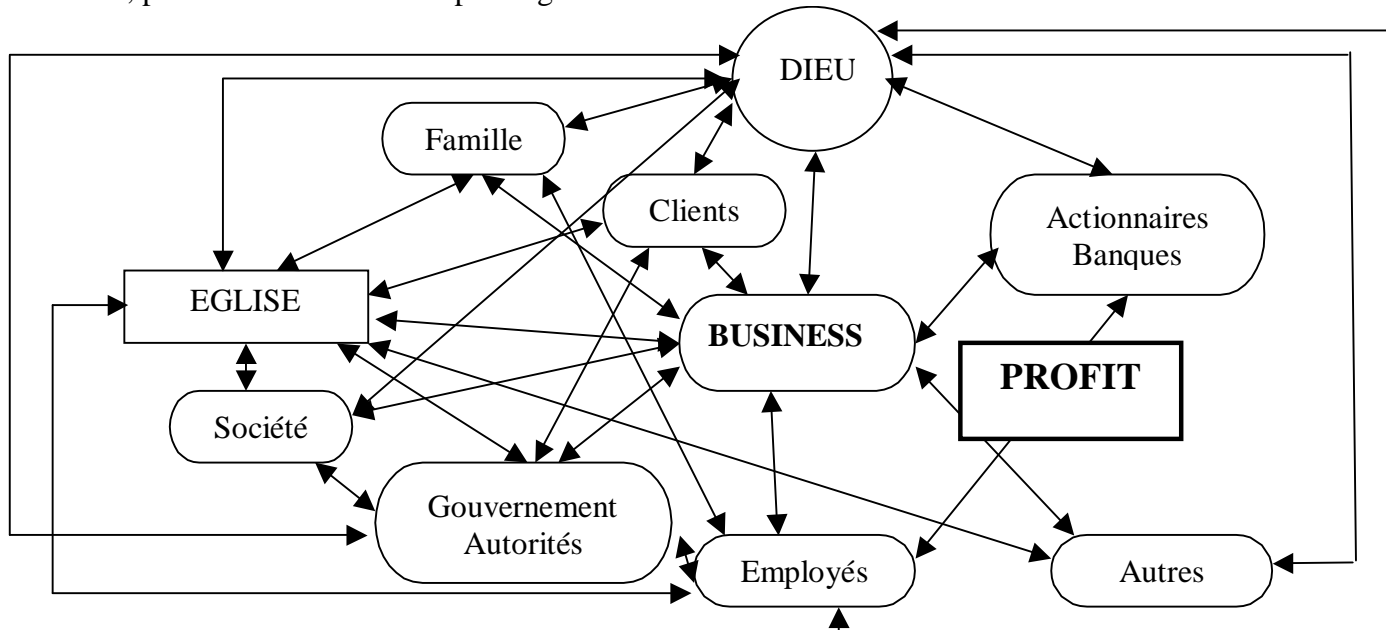 DIEU
Famille
Clients
Actionnaires
Banques
EGLISE
BUSINESS
PROFIT
Société
Gouvernement
Autorités
Employés
Autres